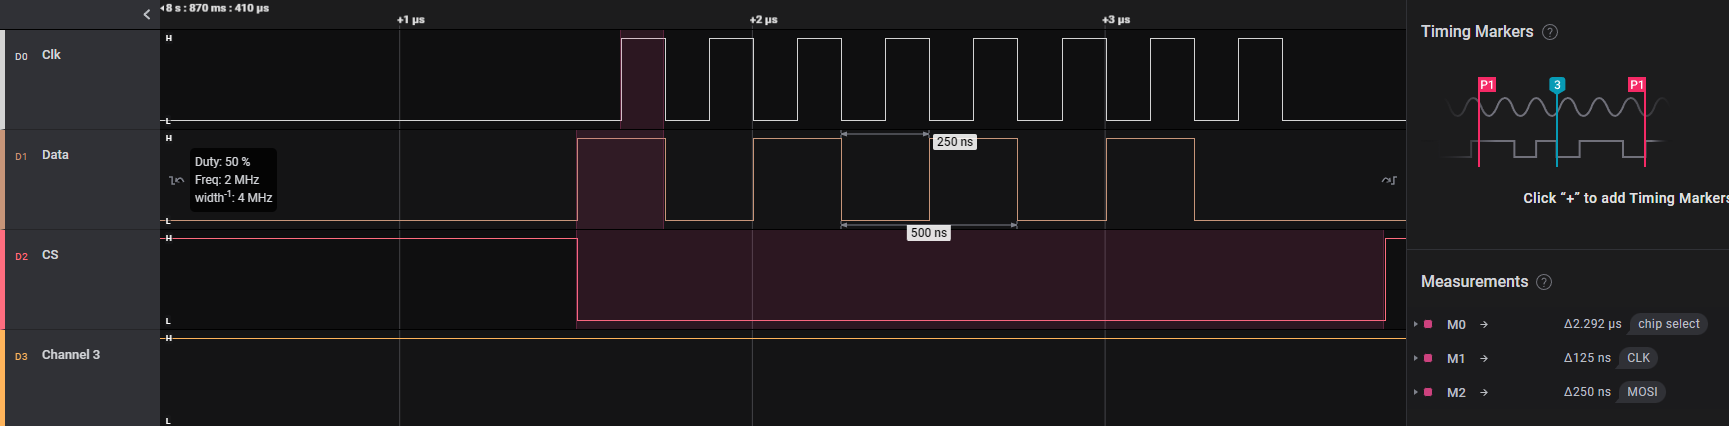 8 s : 870 ms : 410 µs
+1 µs
+2 µs
+3 µs
D0 Clk
H
L
D1 Data
H
L
Duty: 50 %
Freq: 2 MHz
width-1: 4 MHz
250 ns
500 ns
D2 CS
H
L
D3 Channel 3
H
L
Timing Markers ?
P1
3
P1
Click “+” to add Timing Markers
Measurements ?
M0 Δ2.292 µs chip select
M1 Δ125 ns CLK
M2 Δ250 ns MOSI